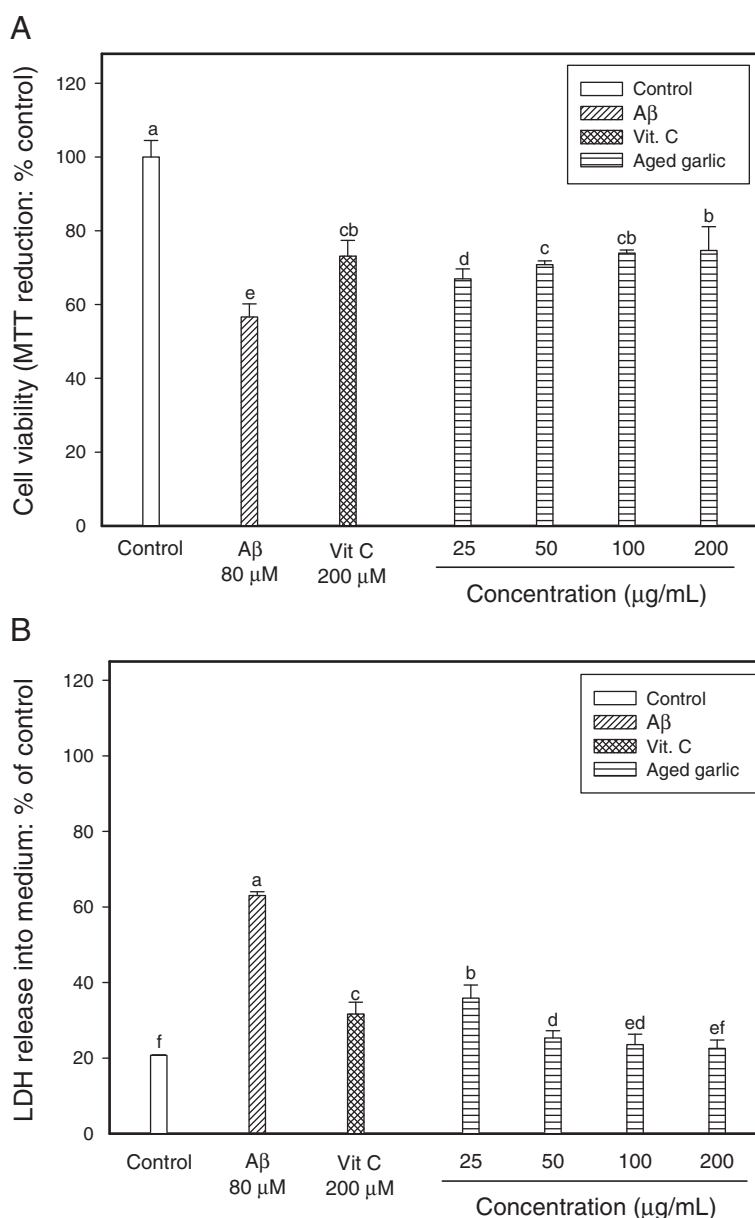 A
Cell viability (MTT reduction: % control)
120
100
80
60
40
20
0
a
e
cb
d
c
cb
b
Control
Aβ
Vit. C
Aged garlic
Control
Aβ
80 μM
Vit C
200 μM
25 50 100 200
Concentration (μg/mL)
B
LDH release into medium: % of control
120
100
80
60
40
20
0
f
a
c
b
d
ed
ef
Control
Aβ
Vit. C
Aged garlic
Control
Aβ
80 μM
Vit C
200 μM
25 50 100 200
Concentration (μg/mL)